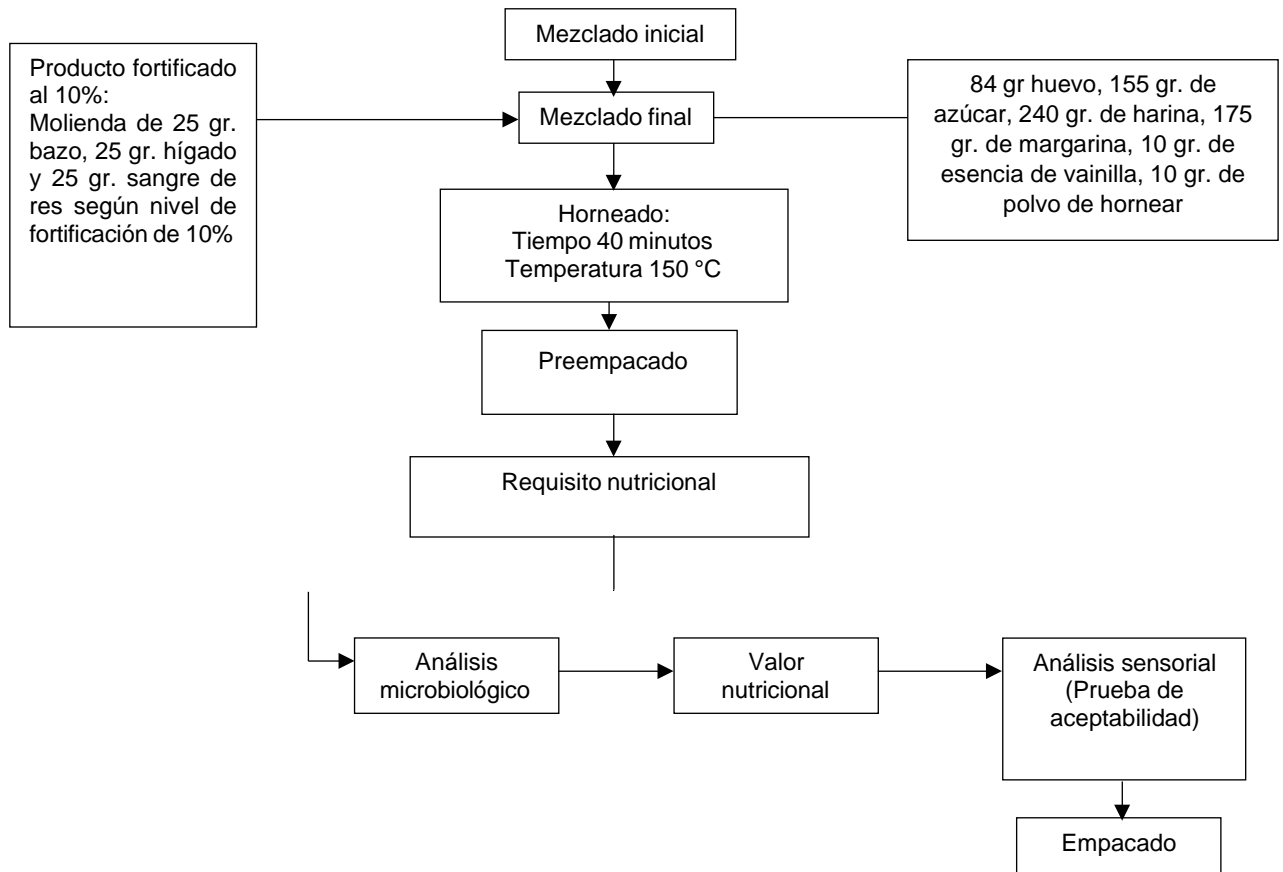 Mezclado inicial
Producto fortificado
al 10%:
Molienda de 25 gr.
bazo, 25 gr. hígado
y 25 gr. sangre de
res según nivel de
fortificación de 10%
Mezclado final
84 gr huevo, 155 gr. de
azúcar, 240 gr. de harina, 175
gr. de margarina, 10 gr. de
esencia de vainilla, 10 gr. de
polvo de hornear
Horneado:
Tiempo 40 minutos
Temperatura 150 °C
Preempacado
Requisito nutricional
Análisis
microbiológico
Valor
nutricional
Análisis sensorial
(Prueba de
aceptabilidad)
Empacado